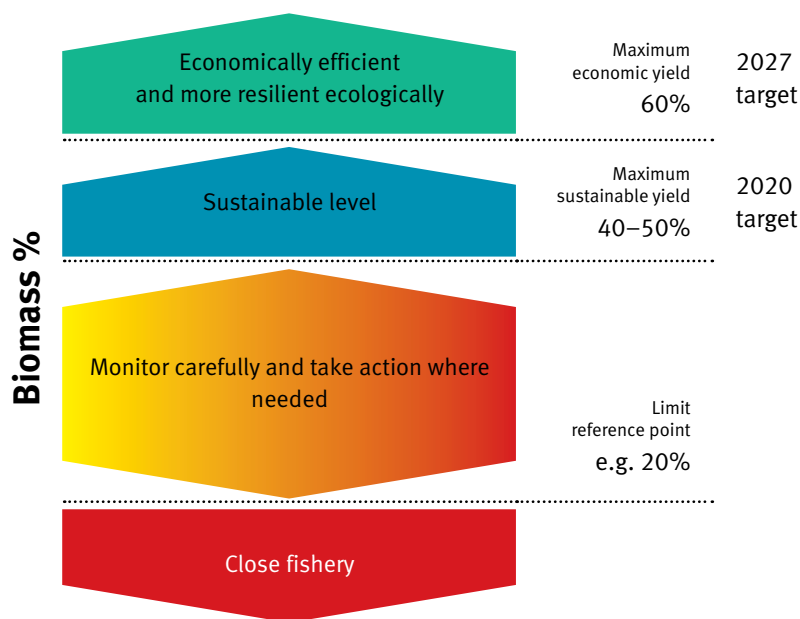 Biomass %
Economically efficient
and more resilient ecologically
Maximum
economic yield
60%
2027
target
Sustainable level
Maximum
sustainable yield
40–50%
2020
target
Monitor carefully and take action where
needed
Limit
reference point
e.g. 20%
Close fishery